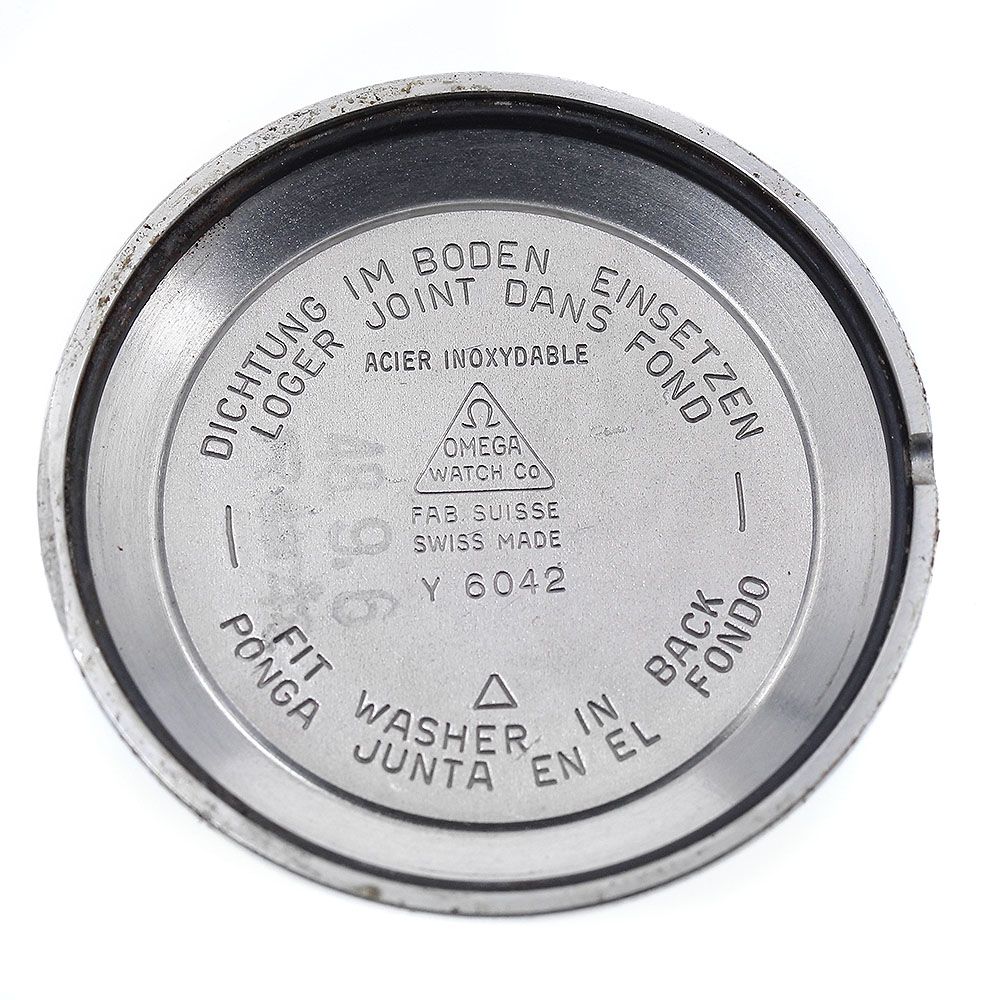 DICHTUNG IM BODEN EINSETZEN
LOGER JOINT DANS FOND
ACIER INOXYDABLE
Ω
OMEGA
WATCH Co
FAB. SUISSE
SWISS MADE
Y 6042
FIT WASHER IN BACK
PONGA JUNTA EN EL FONDO